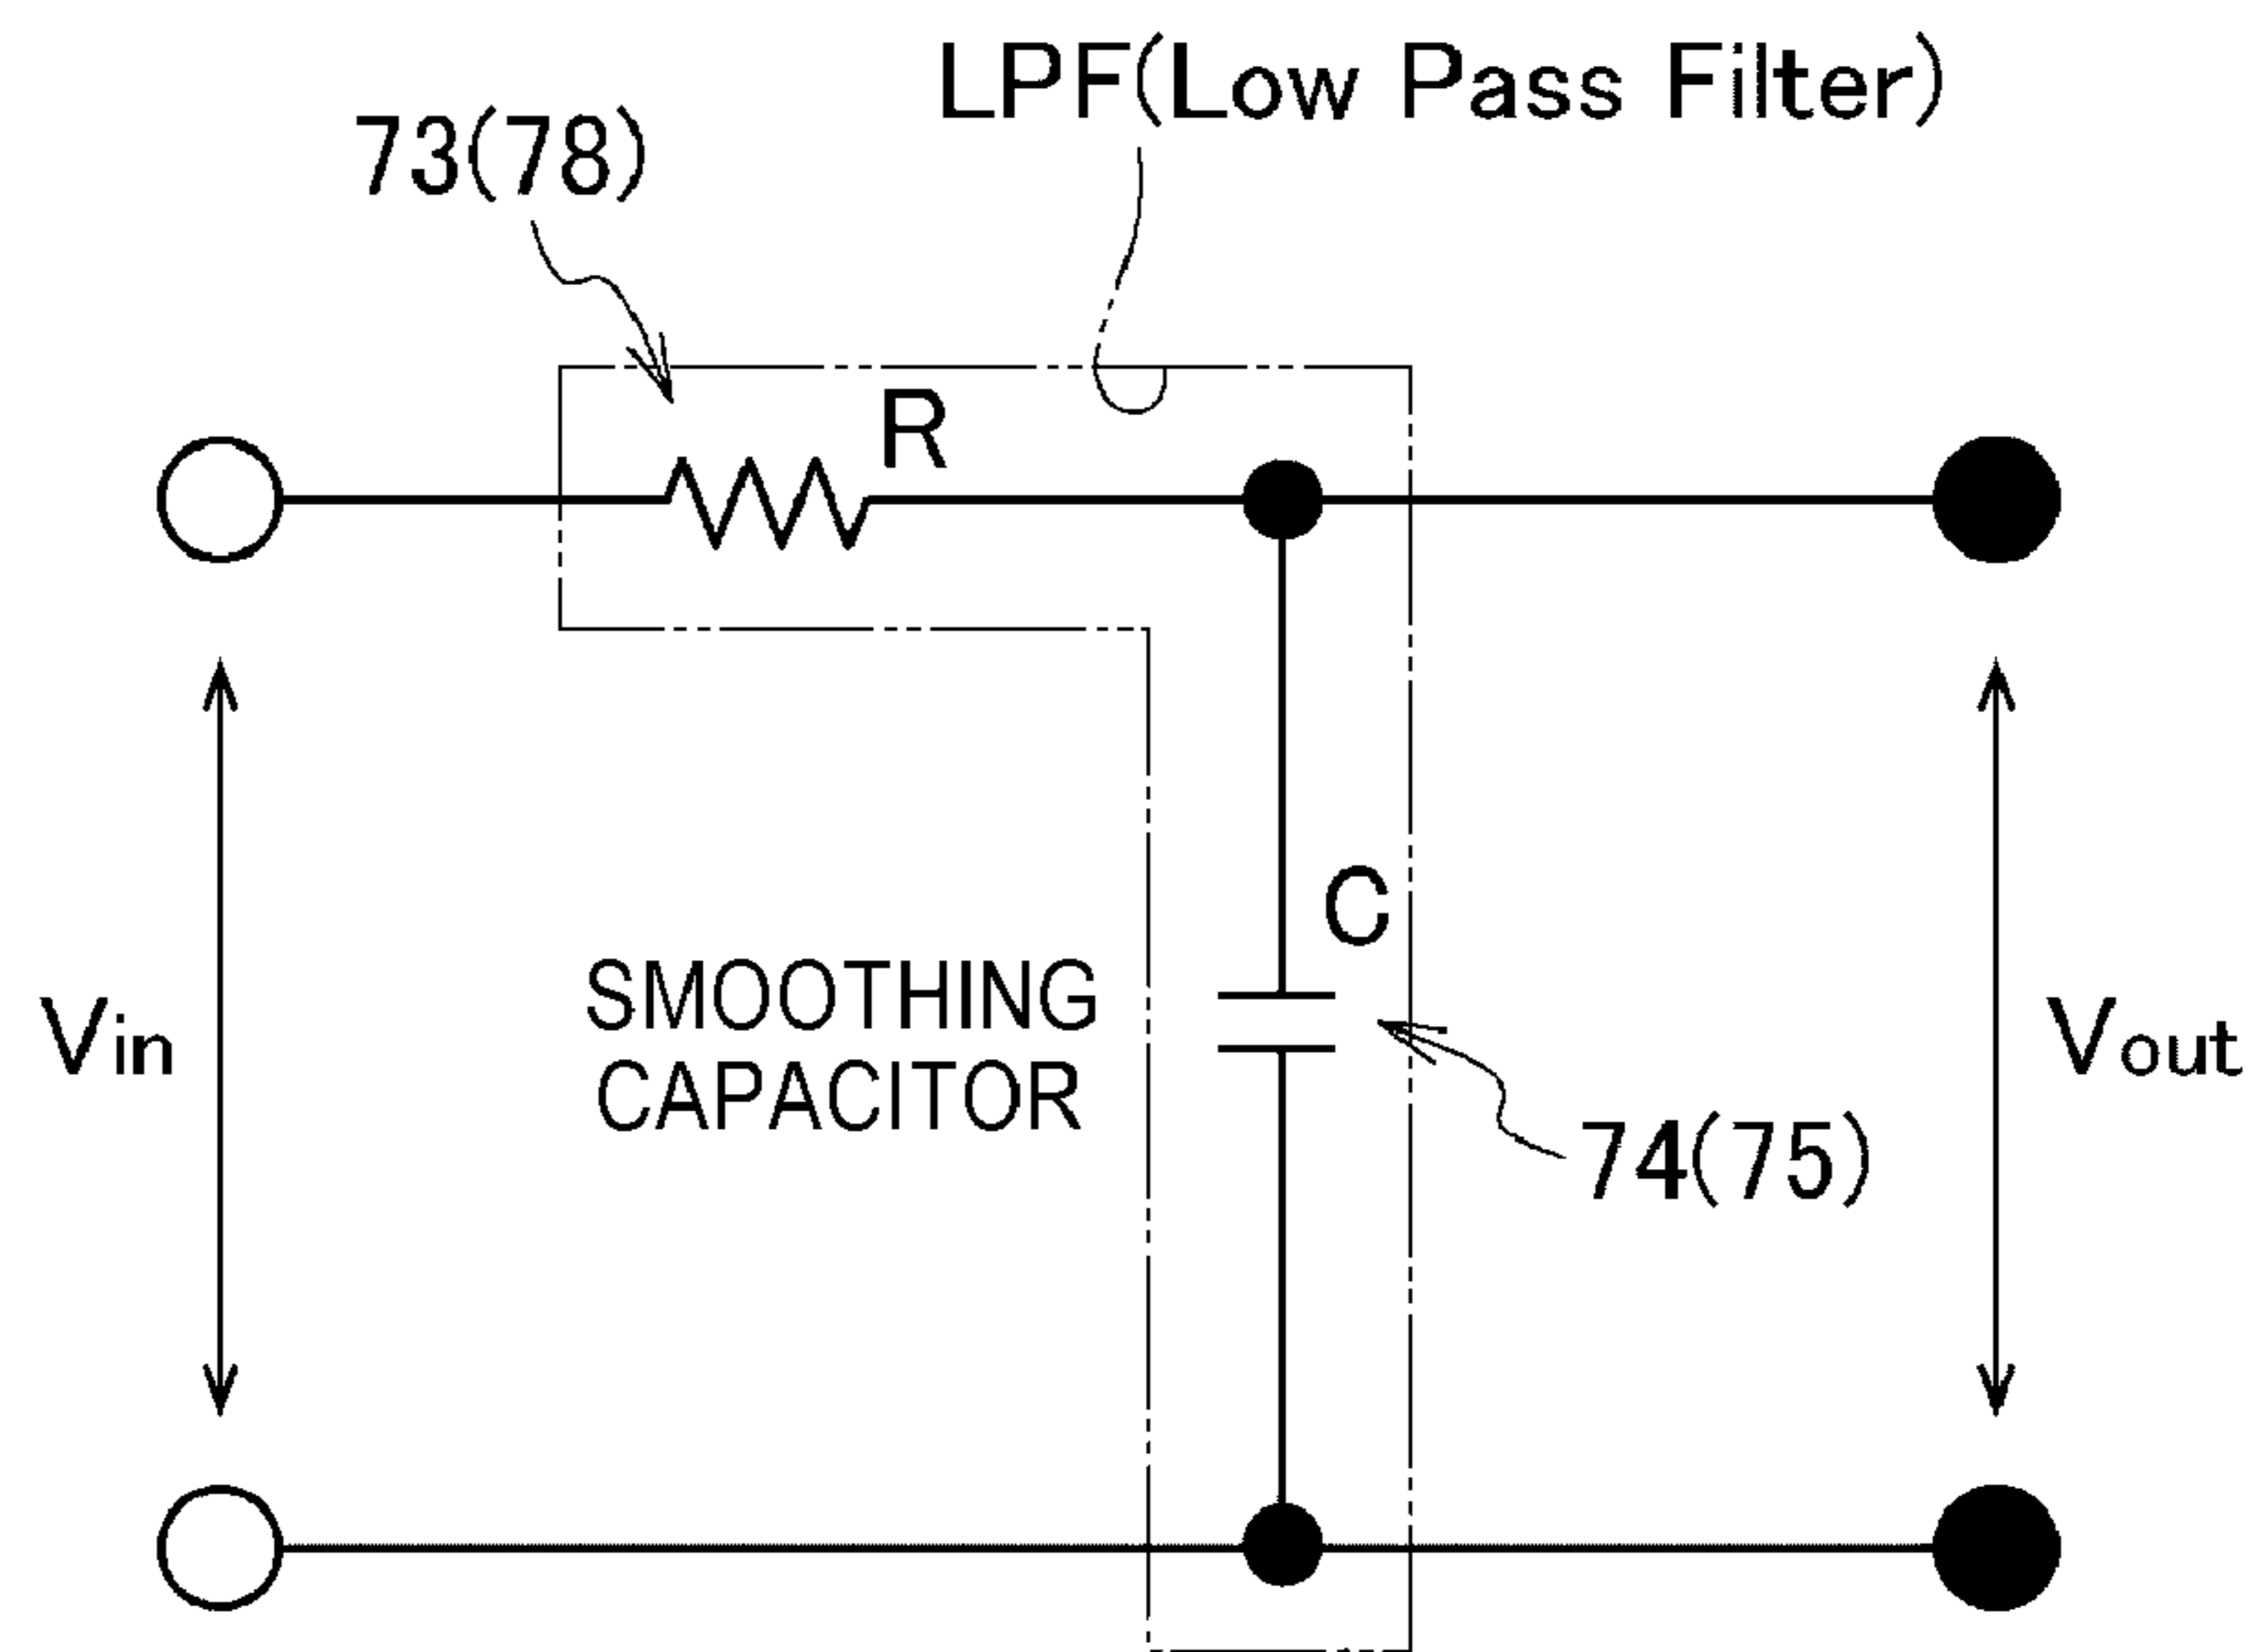 LPF(Low Pass Filter)
73(78)
R
C
SMOOTHING
CAPACITOR
Vin
Vout
74(75)